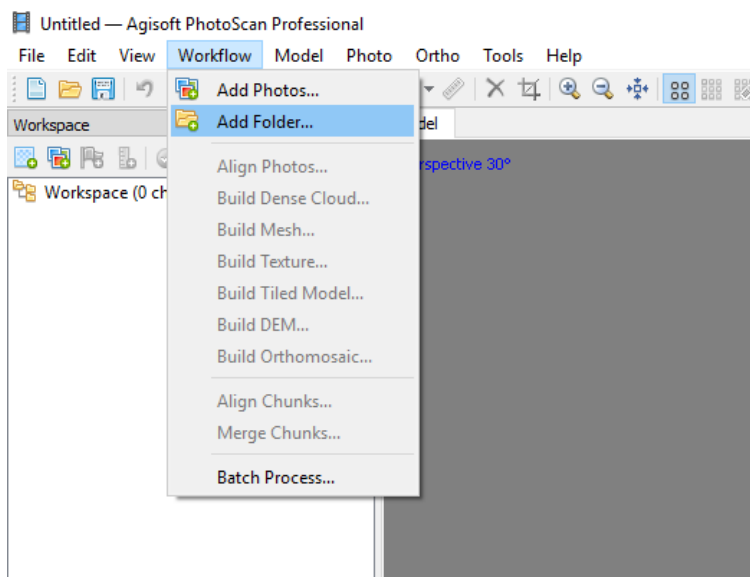 Untitled — Agisoft PhotoScan Professional
File Edit View Workflow Model Photo Ortho Tools Help
Workspace
Workspace (0 ch
Add Photos...
Add Folder...
Align Photos...
Build Dense Cloud...
Build Mesh...
Build Texture...
Build Tiled Model...
Build DEM...
Build Orthomosaic...
Align Chunks...
Merge Chunks...
Batch Process...
del
rspective 30°